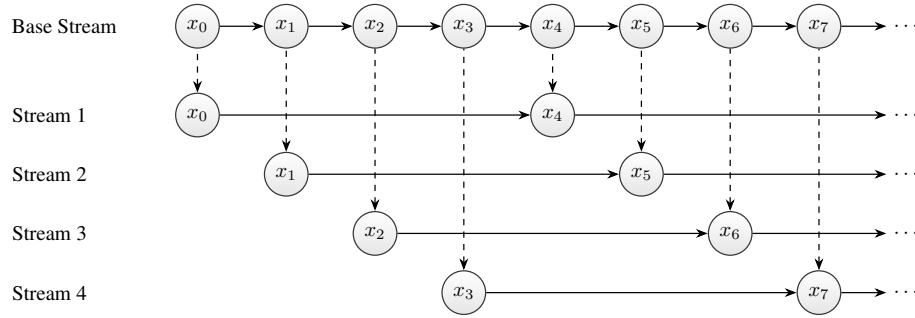 Base Stream x₀ x₁ x₂ x₃ x₄ x₅ x₆ x₇ ⋯
Stream 1 x₀ x₄ ⋯
Stream 2 x₁ x₅ ⋯
Stream 3 x₂ x₆ ⋯
Stream 4 x₃ x₇ ⋯